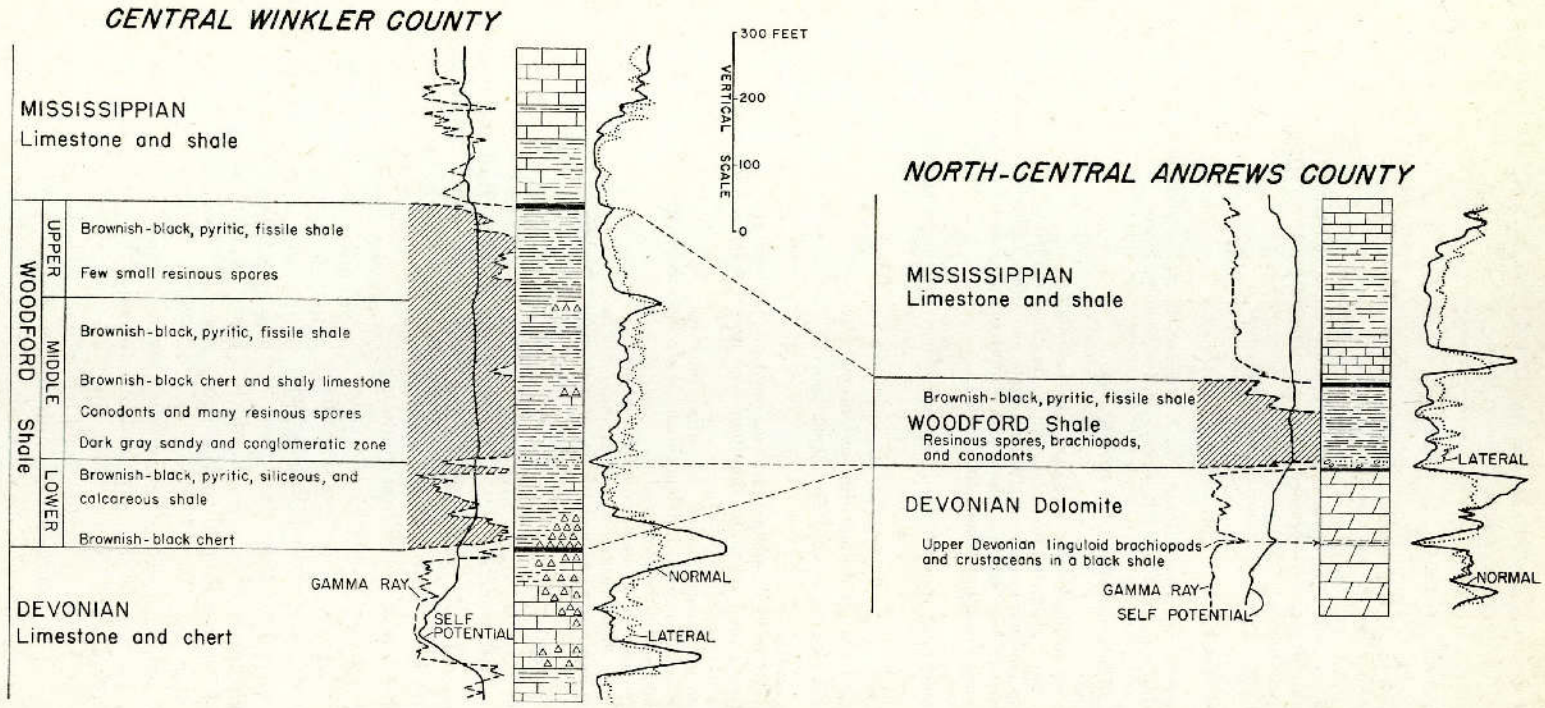 CENTRAL WINKLER COUNTY
MISSISSIPPIAN
Limestone and shale
WOODFORD Shale
UPPER
Brownish-black, pyritic, fissile shale
Few small resinous spores
MIDDLE
Brownish-black, pyritic, fissile shale
Brownish-black chert and shaly limestone
Conodonts and many resinous spores
Dark gray sandy and conglomeratic zone
LOWER
Brownish-black, pyritic, siliceous, and
calcareous shale
Brownish-black chert
DEVONIAN
Limestone and chert
GAMMA RAY
SELF
POTENTIAL
NORMAL
LATERAL
300 FEET
200
100
0
VERTICAL SCALE
NORTH-CENTRAL ANDREWS COUNTY
MISSISSIPPIAN
Limestone and shale
Brownish-black, pyritic, fissile shale
WOODFORD Shale
Resinous spores, brachiopods,
and conodonts
DEVONIAN Dolomite
Upper Devonian linguloid brachiopods
and crustaceans in a black shale
GAMMA RAY
SELF POTENTIAL
LATERAL
NORMAL